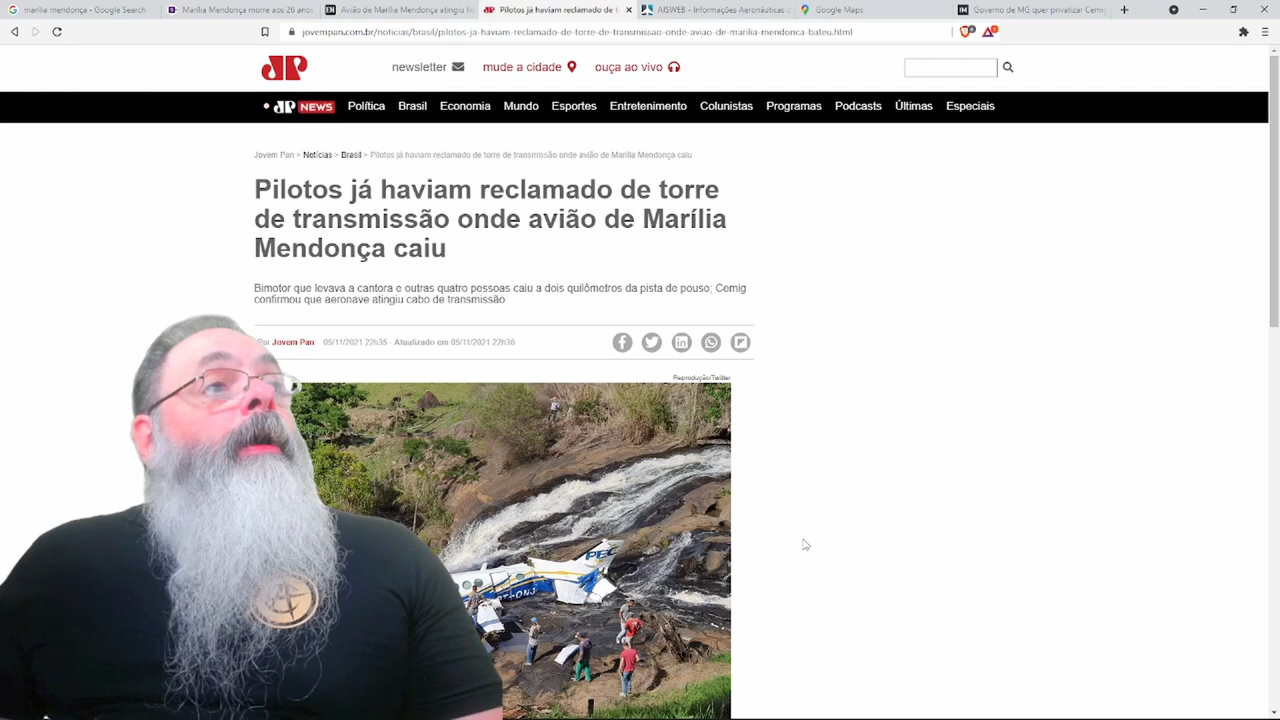 marília mendonça - Google Search
Marília Mendonça morre aos 26 anos
Avião de Marília Mendonça atingiu fio
Pilotos já haviam reclamado de t
AISWEB - Informações Aeronáuticas
Google Maps
Governo de MG quer privatizar Cemig
jovempan.com.br/noticias/brasil/pilotos-ja-haviam-reclamado-de-torre-de-transmissao-onde-aviao-de-marilia-mendonca-bateu.html
JP
newsletter
mude a cidade
ouça ao vivo
JP NEWS
Política
Brasil
Economia
Mundo
Esportes
Entretenimento
Colunistas
Programas
Podcasts
Últimas
Especiais
Jovem Pan > Notícias > Brasil > Pilotos já haviam reclamado de torre de transmissão onde avião de Marília Mendonça caiu
Pilotos já haviam reclamado de torre
de transmissão onde avião de Marília
Mendonça caiu
Bimotor que levava a cantora e outras quatro pessoas caiu a dois quilômetros da pista de pouso; Cemig
confirmou que aeronave atingiu cabo de transmissão
Por Jovem Pan 05/11/2021 22h35 - Atualizado em 05/11/2021 22h36
Reprodução/Twitter
PEC
PT-ONJ